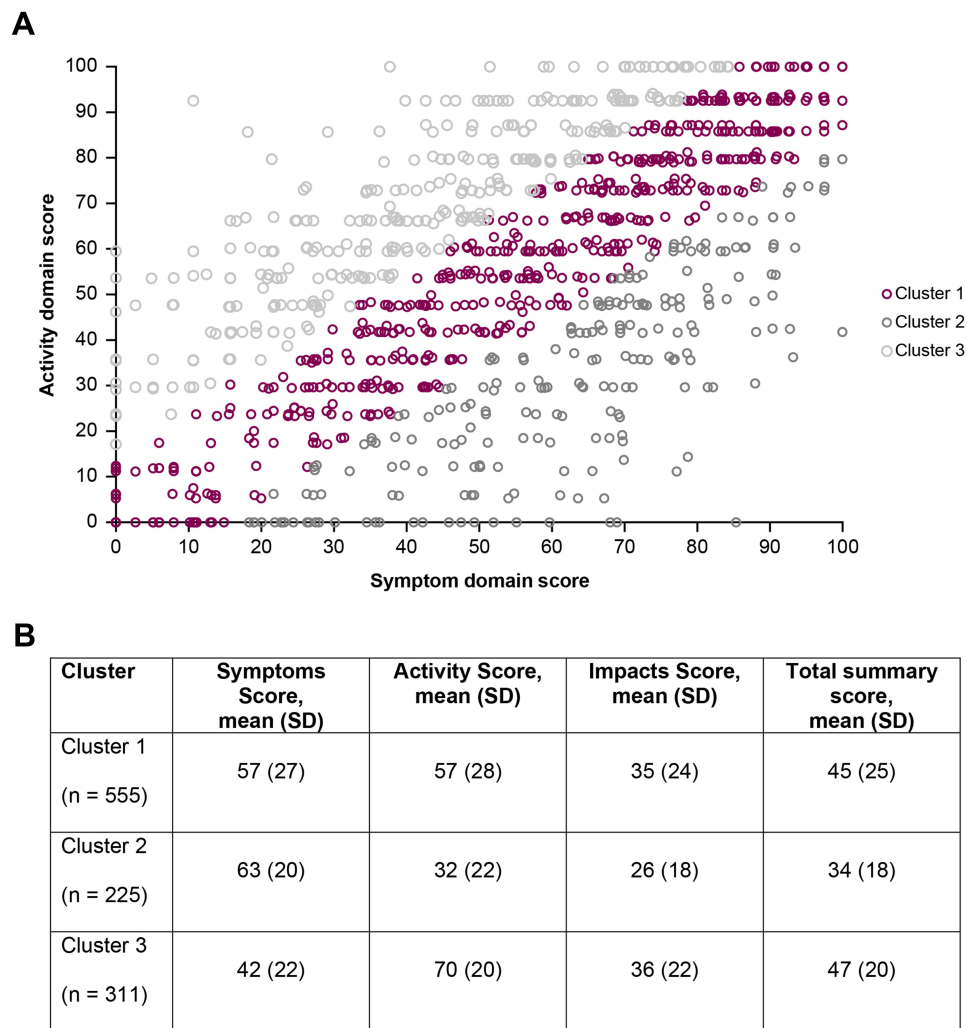 A
100
90
80
70
60
50
40
30
20
10
0
0 10 20 30 40 50 60 70 80 90 100
Activity domain score
Symptom domain score
Cluster 1
Cluster 2
Cluster 3
B
Cluster
Symptoms
Score,
mean (SD)
Activity Score,
mean (SD)
Impacts Score,
mean (SD)
Total summary
score,
mean (SD)
Cluster 1
(n = 555)
57 (27)
57 (28)
35 (24)
45 (25)
Cluster 2
(n = 225)
63 (20)
32 (22)
26 (18)
34 (18)
Cluster 3
(n = 311)
42 (22)
70 (20)
36 (22)
47 (20)